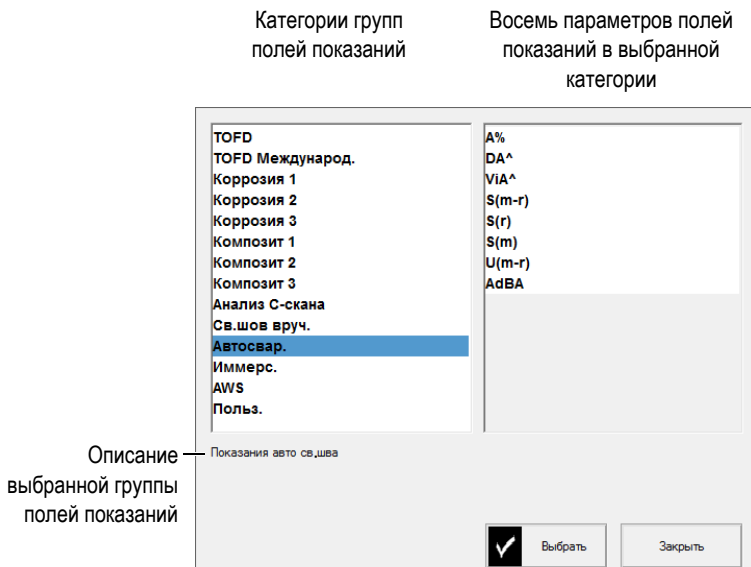 Категории групп
полей показаний
Восемь параметров полей
показаний в выбранной
категории
TOFD
TOFD Международ.
Коррозия 1
Коррозия 2
Коррозия 3
Композит 1
Композит 2
Композит 3
Анализ C-скана
Св.шов вруч.
Автосвар.
Иммерс.
AWS
Польз.
A%
DA^
ViA^
S(m-r)
S(r)
S(m)
U(m-r)
AdBA
Описание
выбранной группы
полей показаний
Показания авто св,шва
Выбрать
Закрыть